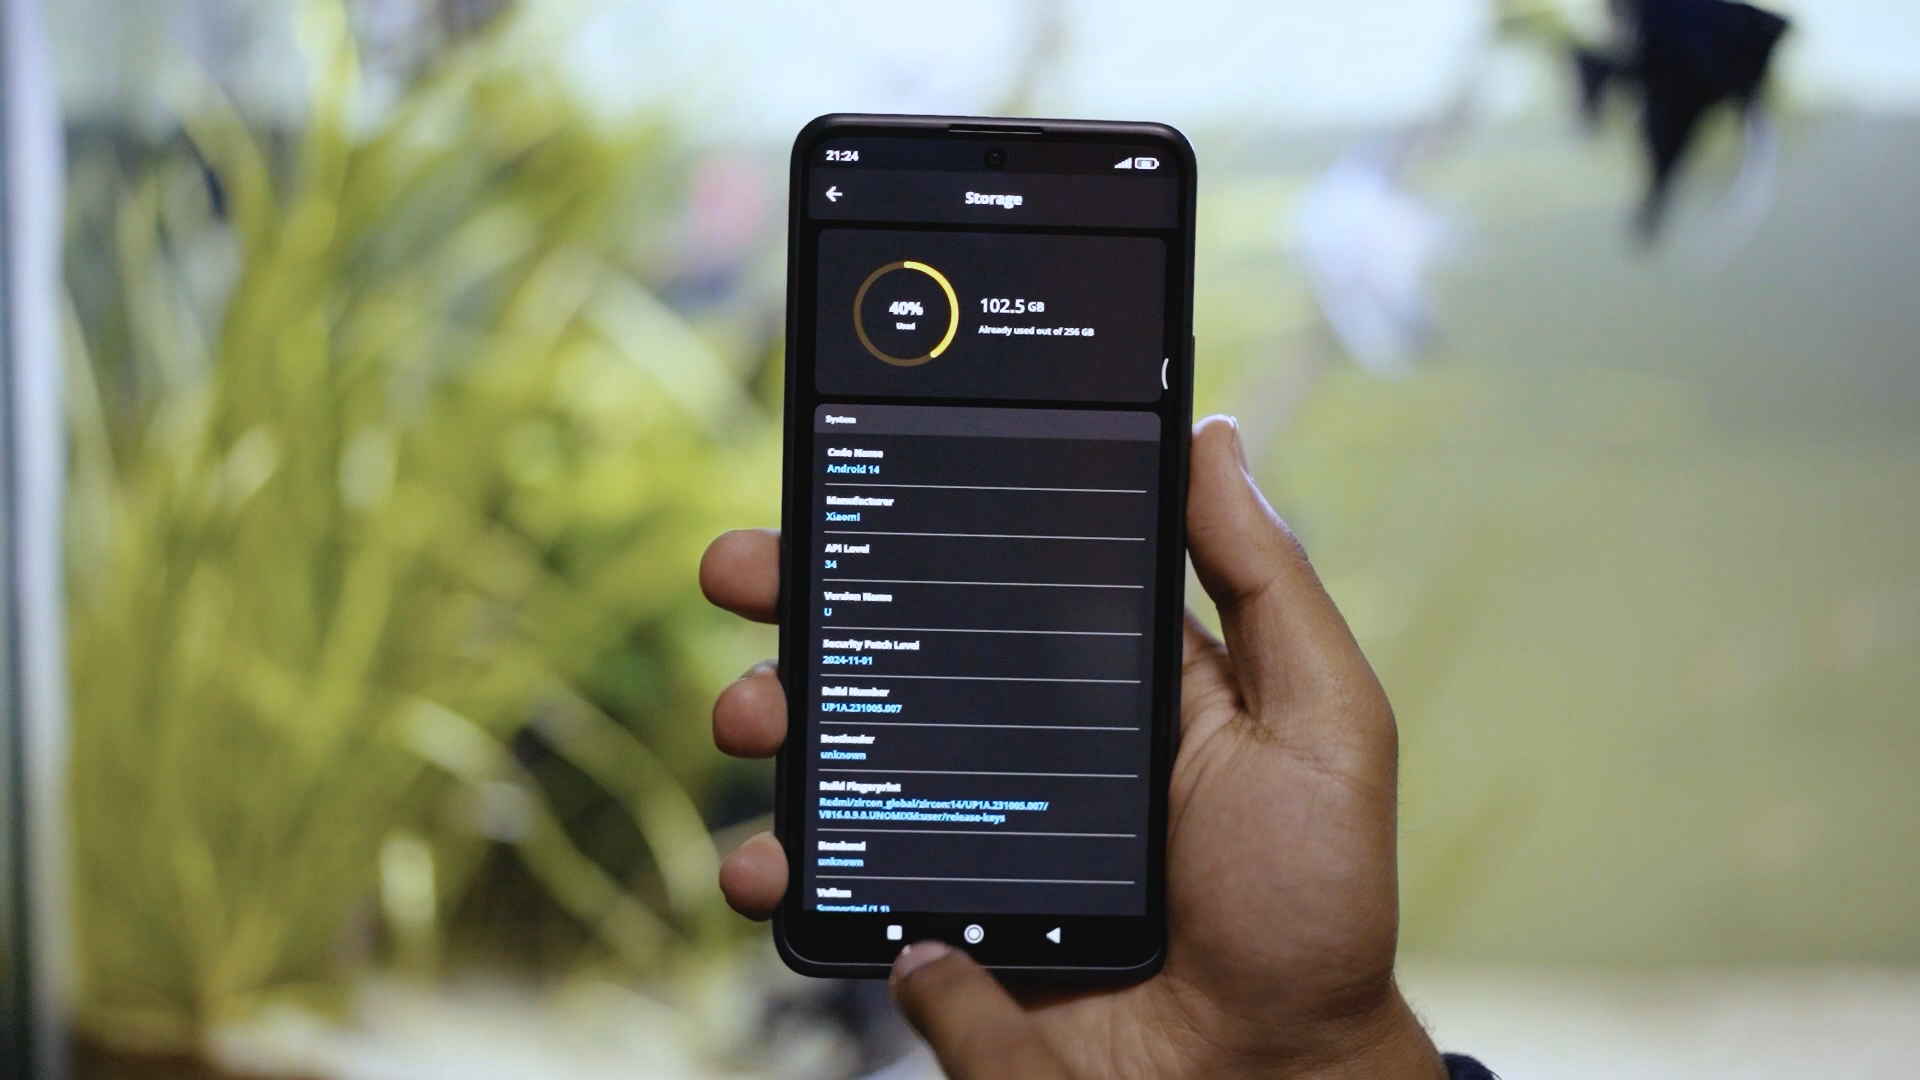 21:24
Storage
40%
Used
102.5 GB
Already used out of 256 GB
System
Code Name
Android 14
Manufacturer
Xiaomi
API Level
34
Version Name
U
Security Patch Level
2024-11-01
Build Number
UP1A.231005.007
Bootloader
unknown
Build Fingerprint
Redmi/zircon_global/zircon:14/UP1A.231005.007/
V816.0.9.0.UNOMIXM:user/release-keys
Baseband
unknown
Vulkan
Supported (1.1)